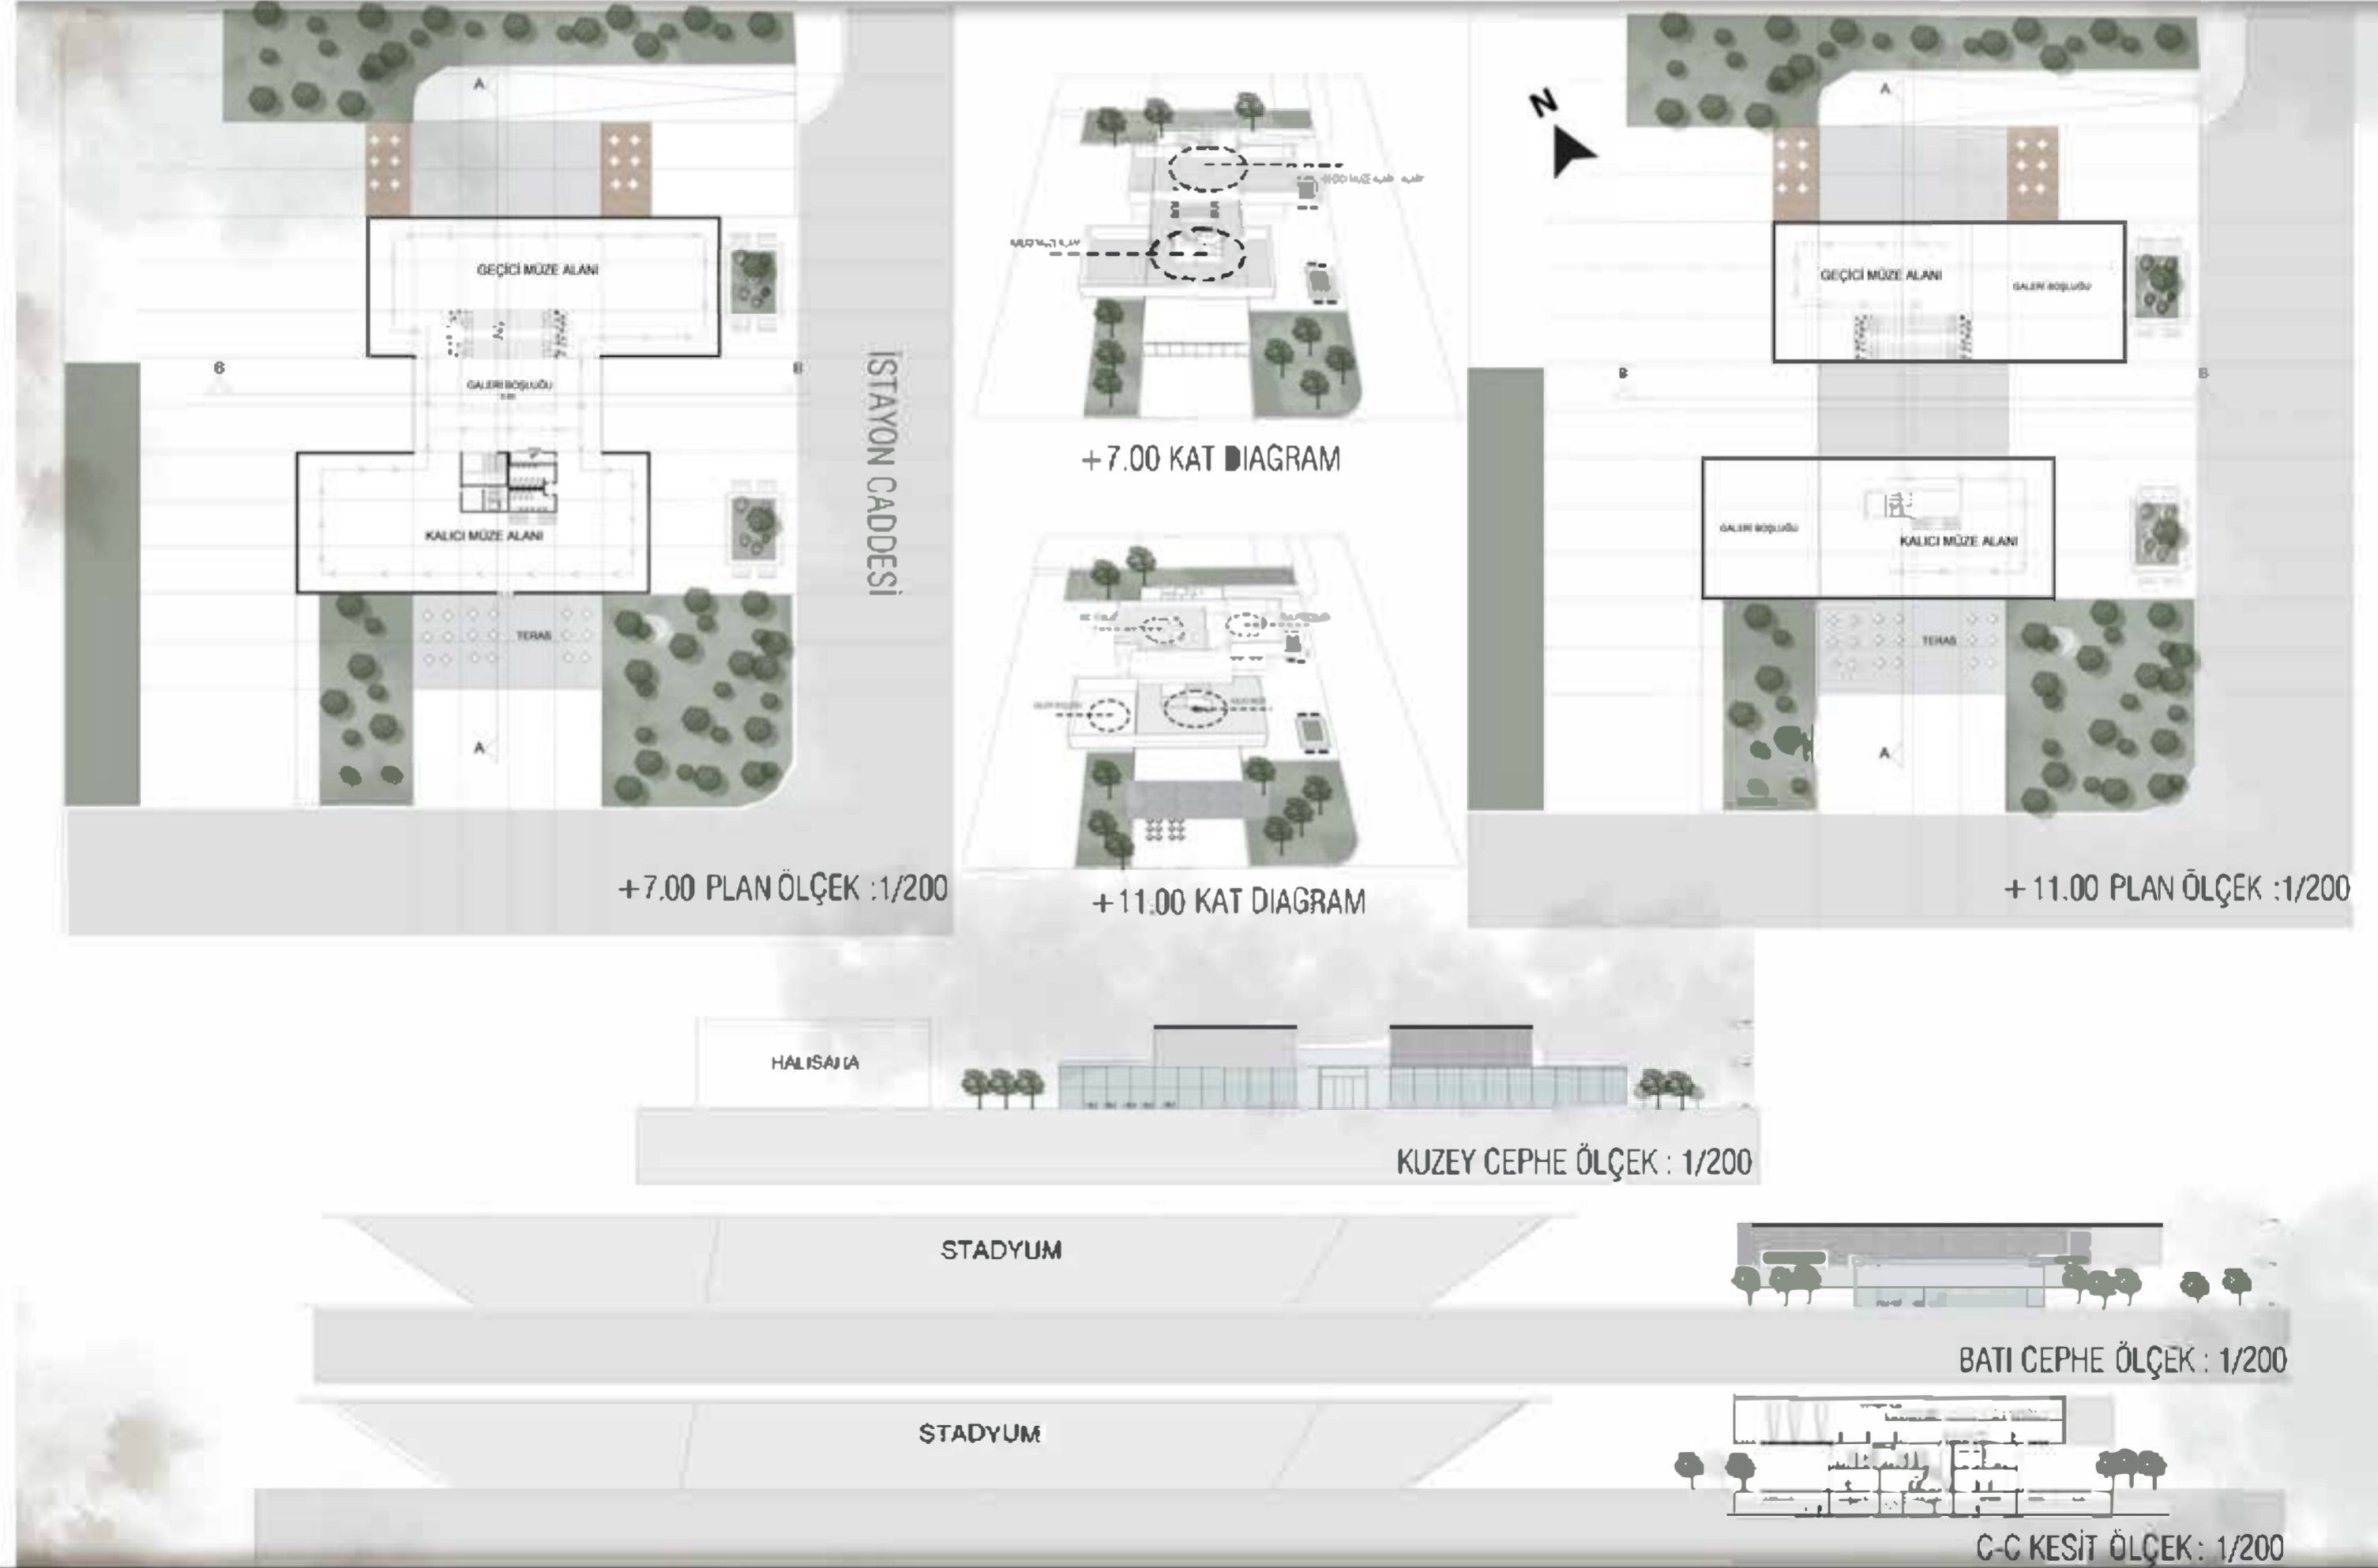 A
GEÇİCİ MÜZE ALANI
B
B
GALERİ BOŞLUĞU
KALICI MÜZE ALANI
TERAS
A
İSTAYON CADDESİ
+7.00 PLAN ÖLÇEK :1/200
+7.00 KAT DIAGRAM
+11.00 KAT DIAGRAM
N
A
GEÇİCİ MÜZE ALANI
GALERİ BOŞLUĞU
B
B
GALERİ BOŞLUĞU
KALICI MÜZE ALANI
TERAS
A
+11.00 PLAN ÖLÇEK :1/200
HALISAHA
KUZEY CEPHE ÖLÇEK : 1/200
STADYUM
BATI CEPHE ÖLÇEK : 1/200
STADYUM
C-C KESİT ÖLÇEK : 1/200